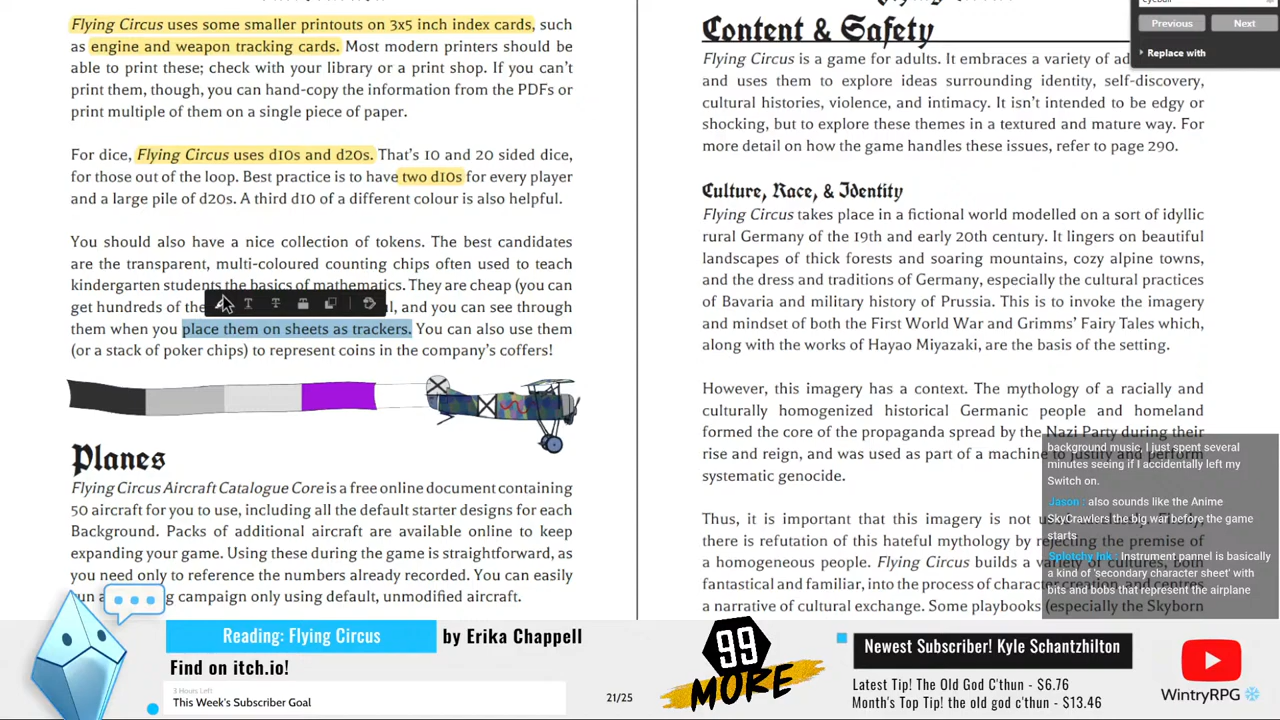 Flying Circus uses some smaller printouts on 3x5 inch index cards, such
as engine and weapon tracking cards. Most modern printers should be
able to print these; check with your library or a print shop. If you can't
print them, though, you can hand-copy the information from the PDFs or
print multiple of them on a single piece of paper.
For dice, Flying Circus uses d10s and d20s. That's 10 and 20 sided dice,
for those out of the loop. Best practice is to have two d10s for every player
and a large pile of d20s. A third d10 of a different colour is also helpful.
You should also have a nice collection of tokens. The best candidates
are the transparent, multi-coloured counting chips often used to teach
kindergarten students the basics of mathematics. They are cheap (you can
get hundreds of the l, and you can see through
them when you place them on sheets as trackers. You can also use them
(or a stack of poker chips) to represent coins in the company's coffers!
Planes
Flying Circus Aircraft Catalogue Core is a free online document containing
50 aircraft for you to use, including all the default starter designs for each
Background. Packs of additional aircraft are available online to keep
expanding your game. Using these during the game is straightforward, as
you need only to reference the numbers already recorded. You can easily
campaign only using default, unmodified aircraft.
Content & Safety
Flying Circus is a game for adults. It embraces a variety of
and uses them to explore ideas surrounding identity, self-discovery,
cultural histories, violence, and intimacy. It isn't intended to be edgy or
shocking, but to explore these themes in a textured and mature way. For
more detail on how the game handles these issues, refer to page 290.
Culture, Race, & Identity
Flying Circus takes place in a fictional world modelled on a sort of idyllic
rural Germany of the 19th and early 20th century. It lingers on beautiful
landscapes of thick forests and soaring mountains, cozy alpine towns,
and the dress and traditions of Germany, especially the cultural practices
of Bavaria and military history of Prussia. This is to invoke the imagery
and mindset of both the First World War and Grimms' Fairy Tales which,
along with the works of Hayao Miyazaki, are the basis of the setting.
However, this imagery has a context. The mythology of a racially and
culturally homogenized historical Germanic people and homeland
formed the core of the propaganda spread by the Nazi Party during their
rise and reign, and was used as part of a machine to justify and perform
systematic genocide.
Thus, it is important that this imagery is not
there is refutation of this hateful mythology by rejecting the premise of
a homogeneous people. Flying Circus builds a variety of cultures, both
fantastical and familiar, into the process of character creation, and centres
a narrative of cultural exchange. Some playbooks (especially the Skyborn
Previous Next
Replace with
background music, I just spent several
minutes seeing if I accidentally left my
Switch on.
Jason : also sounds like the Anime
SkyCrawlers the big war before the game
starts
Splotchy Ink : Instrument pannel is basically
a kind of 'secondary character sheet' with
bits and bobs that represent the airplane
Reading: Flying Circus by Erika Chappell
Find on itch.io!
3 Hours Left
This Week's Subscriber Goal
21/25
99
MORE
Newest Subscriber! Kyle Schantzhilton
Latest Tip! The Old God C'thun - $6.76
Month's Top Tip! the old god c'thun - $13.46
WintryRPG